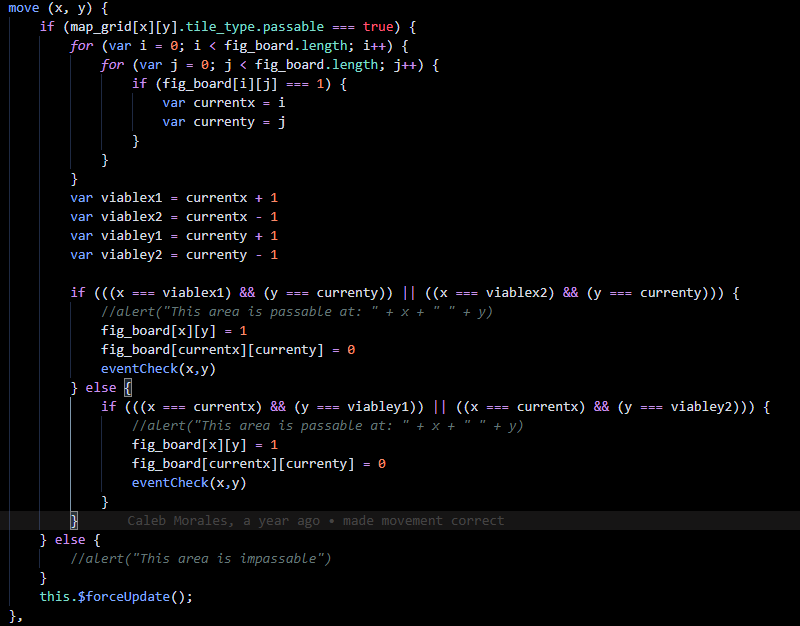 move (x, y) {
if (map_grid[x][y].tile_type.passable === true) {
for (var i = 0; i < fig_board.length; i++) {
for (var j = 0; j < fig_board.length; j++) {
if (fig_board[i][j] === 1) {
var currentx = i
var currenty = j
}
}
}
var viablex1 = currentx + 1
var viablex2 = currentx - 1
var viabley1 = currenty + 1
var viabley2 = currenty - 1
if (((x === viablex1) && (y === currenty)) || ((x === viablex2) && (y === currenty))) {
//alert("This area is passable at: " + x + " " + y)
fig_board[x][y] = 1
fig_board[currentx][currenty] = 0
eventCheck(x,y)
} else {
if (((x === currentx) && (y === viabley1)) || ((x === currentx) && (y === viabley2))) {
//alert("This area is passable at: " + x + " " + y)
fig_board[x][y] = 1
fig_board[currentx][currenty] = 0
eventCheck(x,y)
}
} Caleb Morales, a year ago • made movement correct
} else {
//alert("This area is impassable")
}
this.$forceUpdate();
},